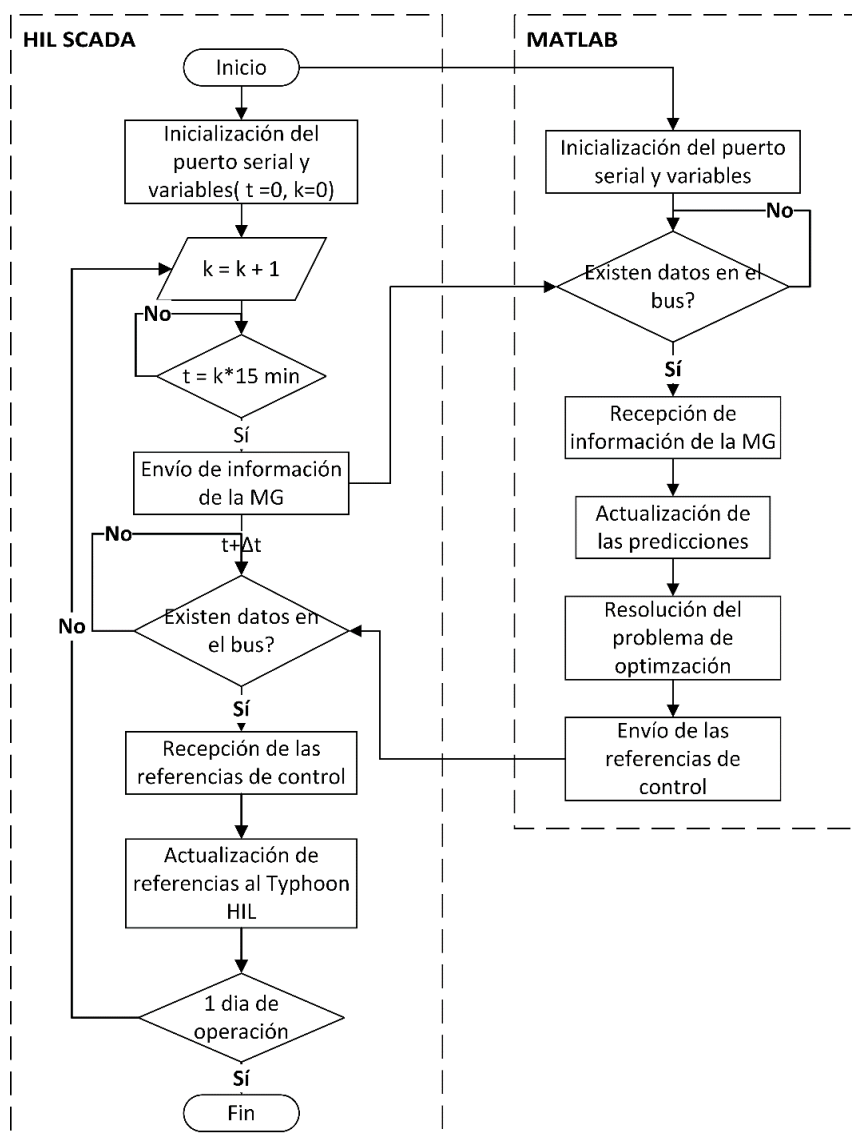 HIL SCADA
Inicio
Inicialización del
puerto serial y
variables( t =0, k=0)
k = k + 1
No
t = k*15 min
Sí
Envío de información
de la MG
No
t+Δt
Existen datos en
el bus?
No
Sí
Recepción de las
referencias de control
Actualización de
referencias al Typhoon
HIL
1 dia de
operación
Sí
Fin
MATLAB
Inicialización del puerto
serial y variables
No
Existen datos en el
bus?
Sí
Recepción de
información de la MG
Actualización de
las predicciones
Resolución del
problema de
optimzación
Envío de las
referencias de
control